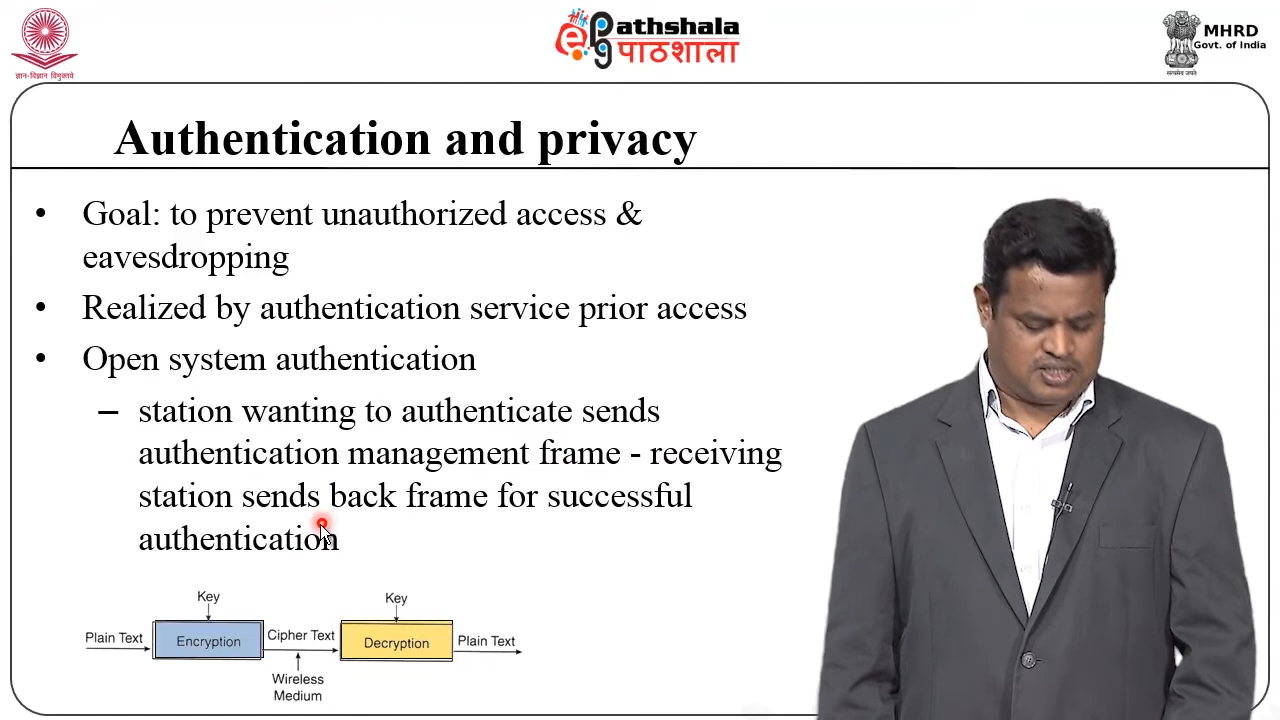 ज्ञान-विज्ञान विमुक्तये
ePathshala
पाठशाला
MHRD
Govt. of India
सत्यमेव जयते
Authentication and privacy
• Goal: to prevent unauthorized access &
eavesdropping
• Realized by authentication service prior access
• Open system authentication
– station wanting to authenticate sends
authentication management frame - receiving
station sends back frame for successful
authentication
Key
Key
Plain Text
Encryption
Cipher Text
Decryption
Plain Text
Wireless
Medium